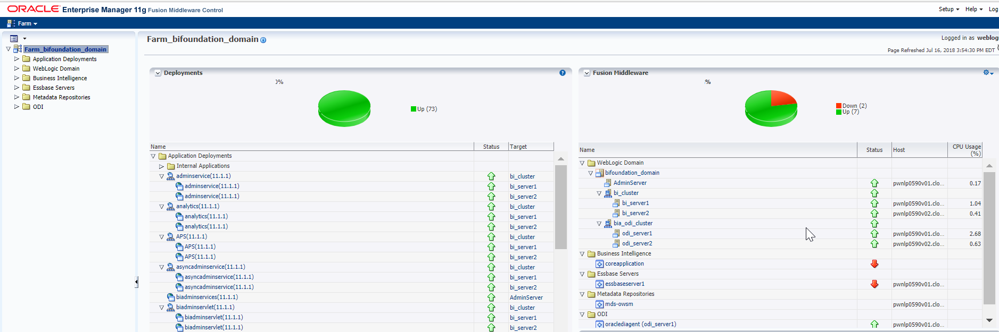 ORACLE Enterprise Manager 11g Fusion Middleware Control
Setup Help Log
Farm
Farm_bifoundation_domain
Application Deployments
WebLogic Domain
Business Intelligence
Essbase Servers
Metadata Repositories
ODI
Farm_bifoundation_domain
Logged in as weblog
Page Refreshed Jul 16, 2018 3:54:30 PM EDT
Deployments
0%
Up (73)
Name Status Target
Application Deployments
Internal Applications
adminservice(11.1.1) bi_cluster
adminservice(11.1.1) bi_server1
adminservice(11.1.1) bi_server2
analytics(11.1.1) bi_cluster
analytics(11.1.1) bi_server1
analytics(11.1.1) bi_server2
APS(11.1.1) bi_cluster
APS(11.1.1) bi_server1
APS(11.1.1) bi_server2
asyncadminservice(11.1.1) bi_cluster
asyncadminservice(11.1.1) bi_server1
asyncadminservice(11.1.1) bi_server2
biadminservices(11.1.1) AdminServer
biadminservlet(11.1.1) bi_cluster
biadminservlet(11.1.1) bi_server1
biadminservlet(11.1.1) bi_server2
Fusion Middleware
%
Down (2)
Up (7)
Name Status Host CPU Usage (%)
WebLogic Domain
bifoundation_domain
AdminServer pwnlp0590v01.clo... 0.17
bi_cluster
bi_server1 pwnlp0590v01.clo... 1.04
bi_server2 pwnlp0590v02.clo... 0.41
bia_odi_cluster
odi_server1 pwnlp0590v01.clo... 2.68
odi_server2 pwnlp0590v02.clo... 0.63
Business Intelligence
coreapplication
Essbase Servers
essbaseserver1 pwnlp0590v01.clo...
Metadata Repositories
mds-owsm pwnlp0590v01.clo...
ODI
oraclediagent (odi_server1) pwnlp0590v01.clo...